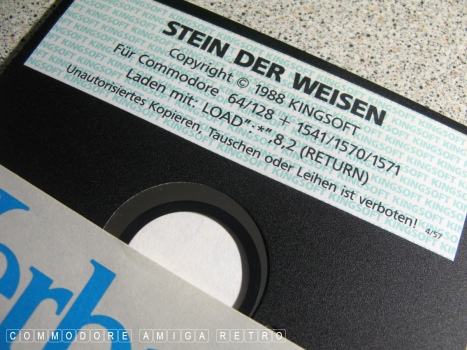 STEIN DER WEISEN
Copyright © 1988 KINGSOFT
Für Commodore 64/128 + 1541/1570/1571
Laden mit: LOAD":*",8,2 (RETURN)
Unautorisiertes Kopieren, Tauschen oder Leihen ist verboten! 4/57
COMMODORE AMIGA RETRO